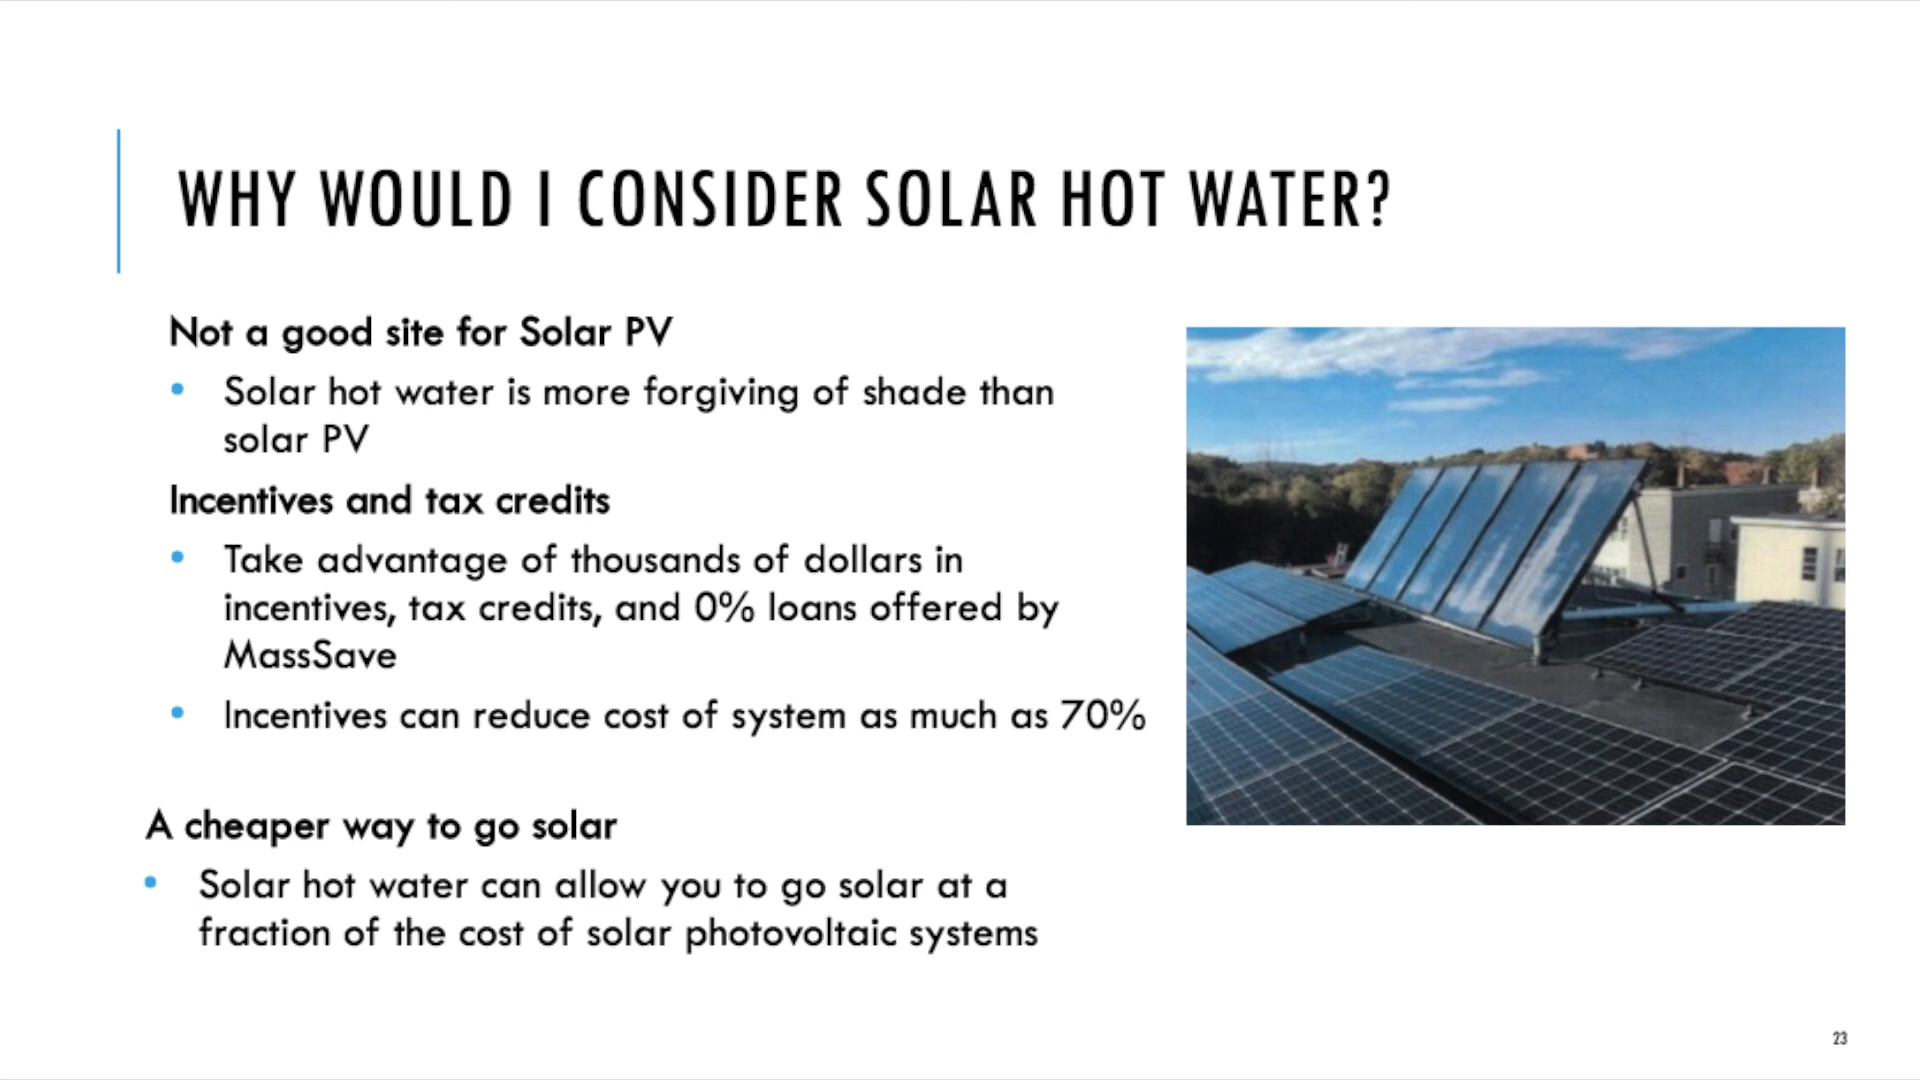 WHY WOULD I CONSIDER SOLAR HOT WATER?
Not a good site for Solar PV
• Solar hot water is more forgiving of shade than
solar PV
Incentives and tax credits
• Take advantage of thousands of dollars in
incentives, tax credits, and 0% loans offered by
MassSave
• Incentives can reduce cost of system as much as 70%
A cheaper way to go solar
• Solar hot water can allow you to go solar at a
fraction of the cost of solar photovoltaic systems
23